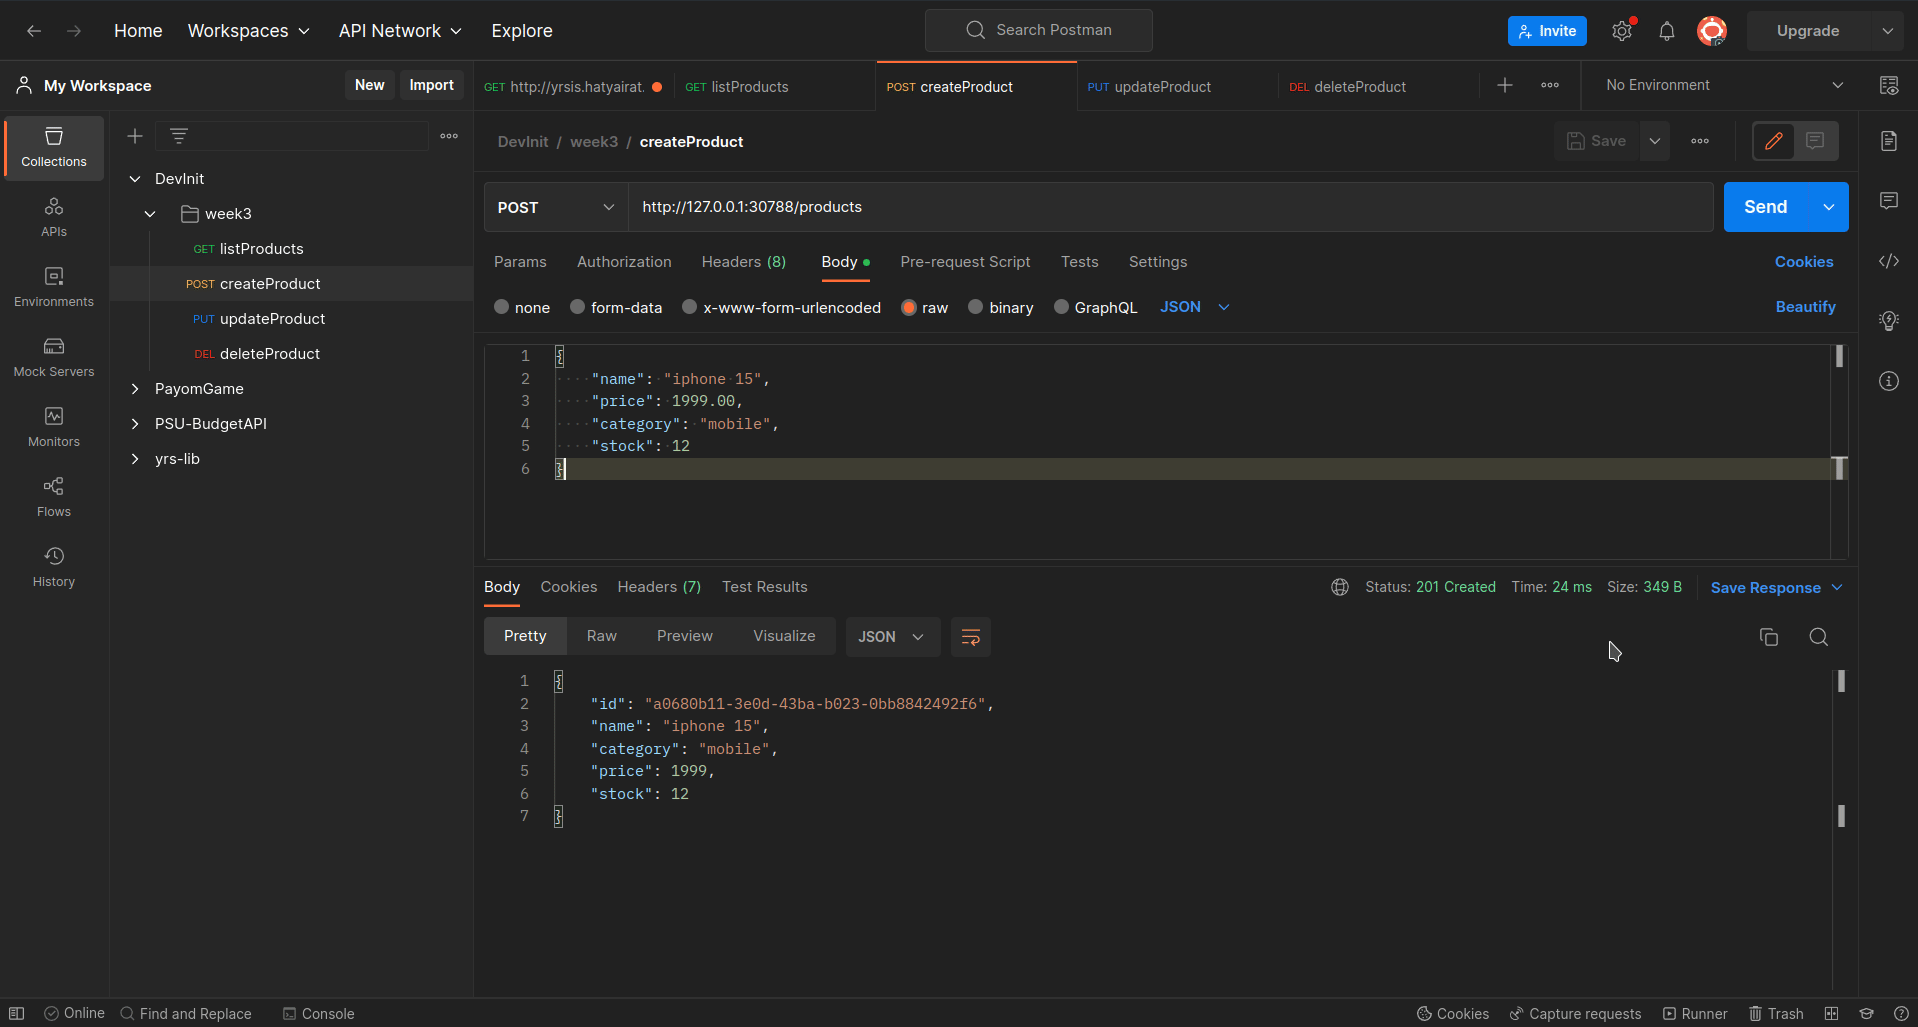 Home Workspaces API Network Explore Search Postman Invite Upgrade
My Workspace New Import
GET http://yrsis.hatyairat. GET listProducts POST createProduct PUT updateProduct DEL deleteProduct No Environment
Collections
APIs
Environments
Mock Servers
Monitors
Flows
History
DevInit
week3
GET listProducts
POST createProduct
PUT updateProduct
DEL deleteProduct
PayomGame
PSU-BudgetAPI
yrs-lib
DevInit / week3 / createProduct Save
POST http://127.0.0.1:30788/products Send
Params Authorization Headers (8) Body Pre-request Script Tests Settings Cookies
none form-data x-www-form-urlencoded raw binary GraphQL JSON Beautify
1 {
2 "name": "iphone 15",
3 "price": 1999.00,
4 "category": "mobile",
5 "stock": 12
6 }
Body Cookies Headers (7) Test Results Status: 201 Created Time: 24 ms Size: 349 B Save Response
Pretty Raw Preview Visualize JSON
1 {
2 "id": "a0680b11-3e0d-43ba-b023-0bb8842492f6",
3 "name": "iphone 15",
4 "category": "mobile",
5 "price": 1999,
6 "stock": 12
7 }
Online Find and Replace Console Cookies Capture requests Runner Trash